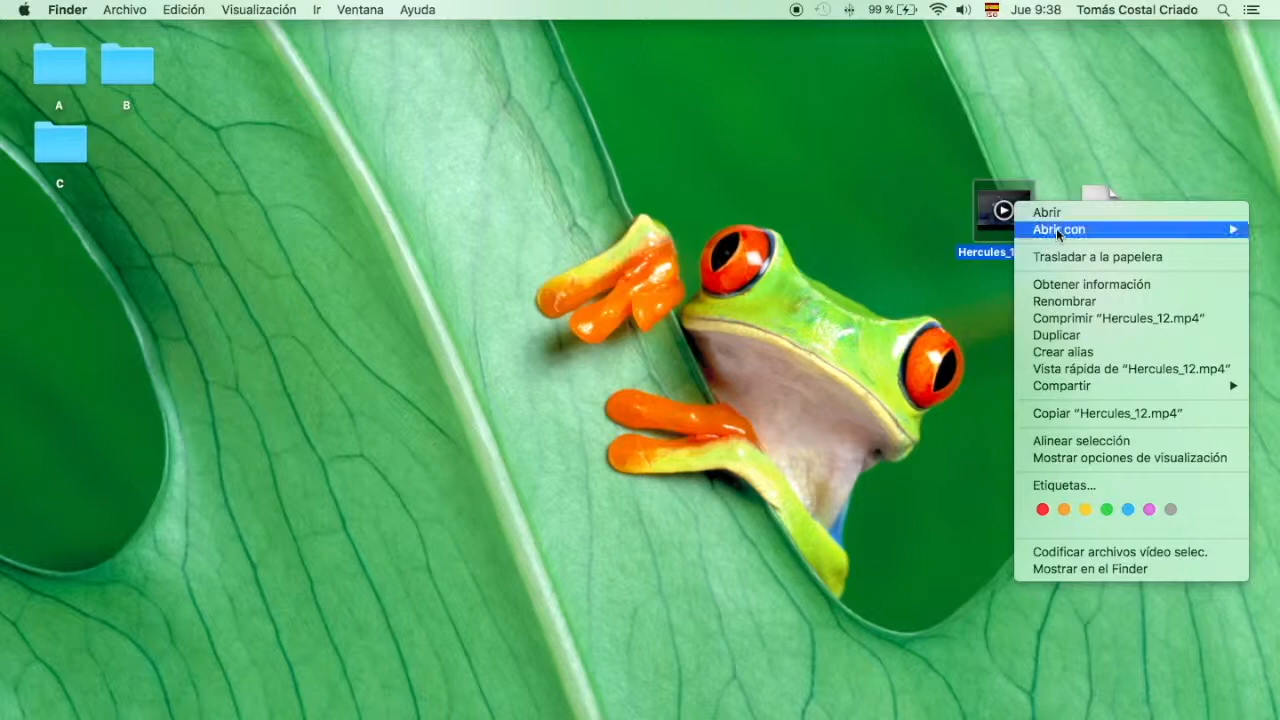 Finder Archivo Edición Visualización Ir Ventana Ayuda 99 % ISO Jue 9:38 Tomás Costal Criado
A B
C
Hercules_1
Abrir
Abrir con
Trasladar a la papelera
Obtener información
Renombrar
Comprimir “Hercules_12.mp4”
Duplicar
Crear alias
Vista rápida de “Hercules_12.mp4”
Compartir
Copiar “Hercules_12.mp4”
Alinear selección
Mostrar opciones de visualización
Etiquetas...
Codificar archivos vídeo selec.
Mostrar en el Finder